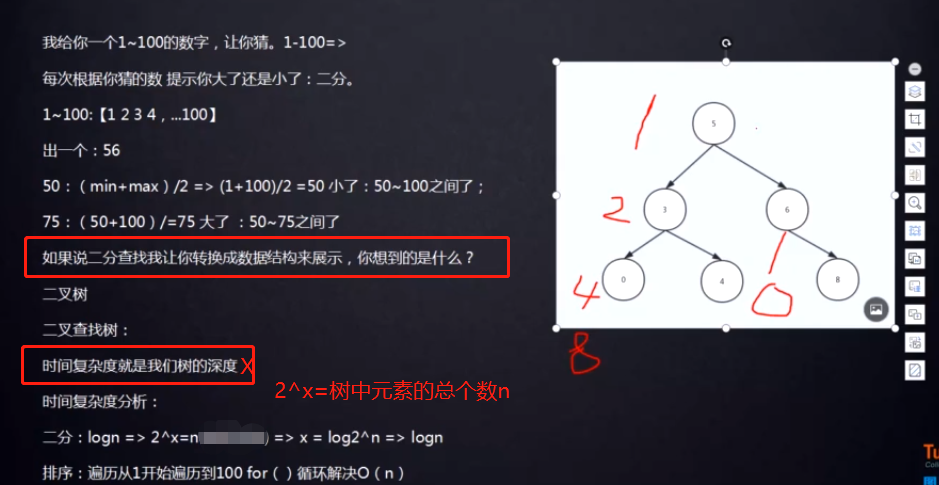 我给你一个1~100的数字，让你猜。1-100=>
每次根据你猜的数 提示你大了还是小了：二分。
1~100:【1 2 3 4，...100】
出一个：56
50：（min+max）/2 => (1+100)/2 =50 小了：50~100之间了；
75：（50+100）/=75 大了 ：50~75之间了
如果说二分查找我让你转换成数据结构来展示，你想到的是什么？
二叉树
二叉查找树：
时间复杂度就是我们树的深度X
2^x=树中元素的总个数n
时间复杂度分析：
二分：logn => 2^x=n ) => x = log2^n => logn
排序：遍历从1开始遍历到100 for（）循环解决O（n）
1 5
2 3 6
4 0 4 0 8
8
Tu